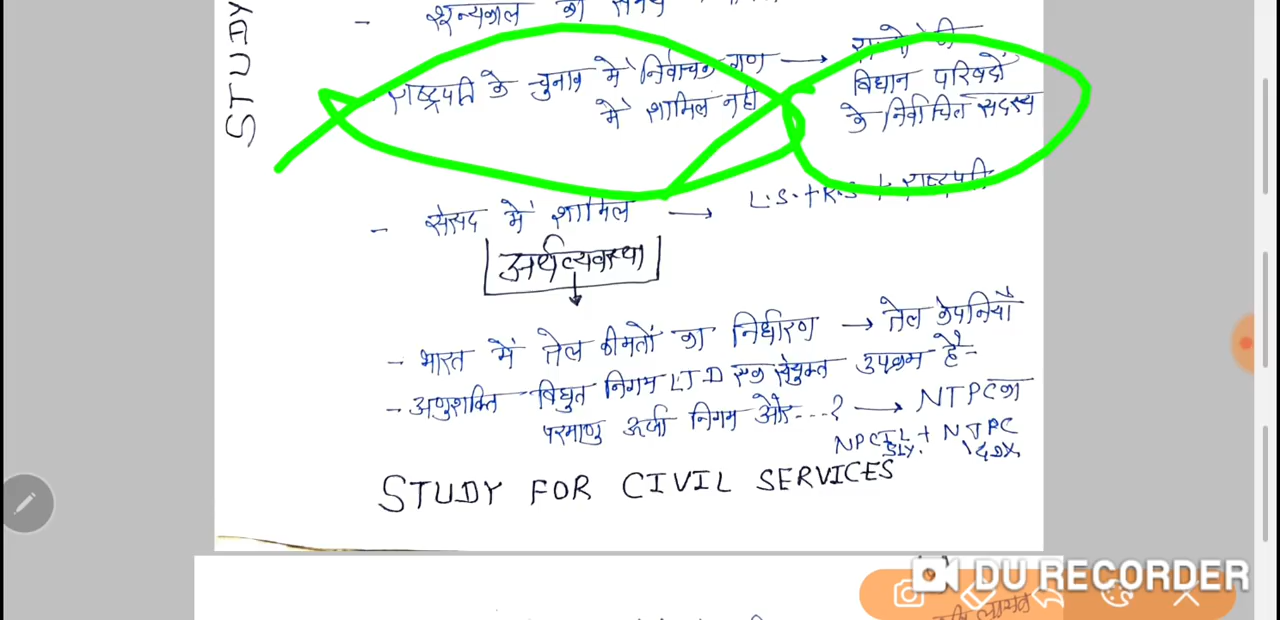 STUDY
- शून्यकाल का समय
राष्ट्रपति के चुनाव में निर्वाचक गण → राज्यों की
में शामिल नहीं विधान परिषदों
के निर्वाचित सदस्य
- संसद में शामिल → L.S.+R.S + राष्ट्रपति
अर्थव्यवस्था
- भारत में तेल कीमतों का निर्धारण → तेल कंपनियाँ
- अणुशक्ति विद्युत निगम LTD एक संयुक्त उपक्रम है-
परमाणु ऊर्जा निगम और...? → NTPC का
NPCIL + NTPC
51%. 49%
STUDY FOR CIVIL SERVICES
DU RECORDER